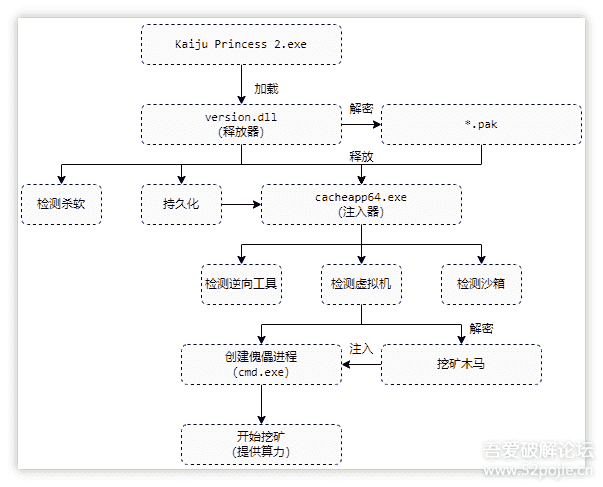 Kaiju Princess 2.exe
加载
version.dll
(释放器)
解密
*.pak
释放
检测杀软
持久化
cacheapp64.exe
(注入器)
检测逆向工具
检测虚拟机
检测沙箱
解密
创建傀儡进程
(cmd.exe)
注入
挖矿木马
开始挖矿
(提供算力)
吾爱破解论坛
www.52pojie.cn